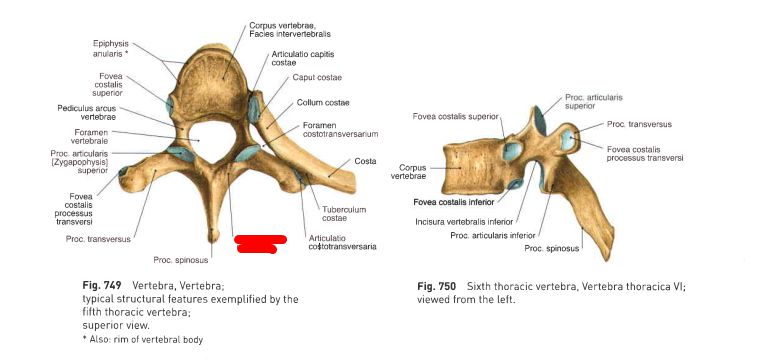 Corpus vertebrae,
Facies intervertebralis
Epiphysis
anularis *
Articulatio capitis
costae
Fovea
costalis
superior
Caput costae
Pediculus arcus
vertebrae
Collum costae
Foramen
vertebrale
Foramen
costotransversarium
Proc. articularis
[Zygapophysis]
superior
Costa
Fovea
costalis
processus
transversi
Tuberculum
costae
Proc. transversus
Articulatio
costotransversaria
Proc. spinosus
Fig. 749 Vertebra, Vertebra;
typical structural features exemplified by the
fifth thoracic vertebra;
superior view.
* Also: rim of vertebral body
Proc. articularis
superior
Fovea costalis superior
Proc. transversus
Fovea costalis
processus transversi
Corpus
vertebrae
Fovea costalis inferior
Incisura vertebralis inferior
Proc. articularis inferior
Proc. spinosus
Fig. 750 Sixth thoracic vertebra, Vertebra thoracica VI;
viewed from the left.